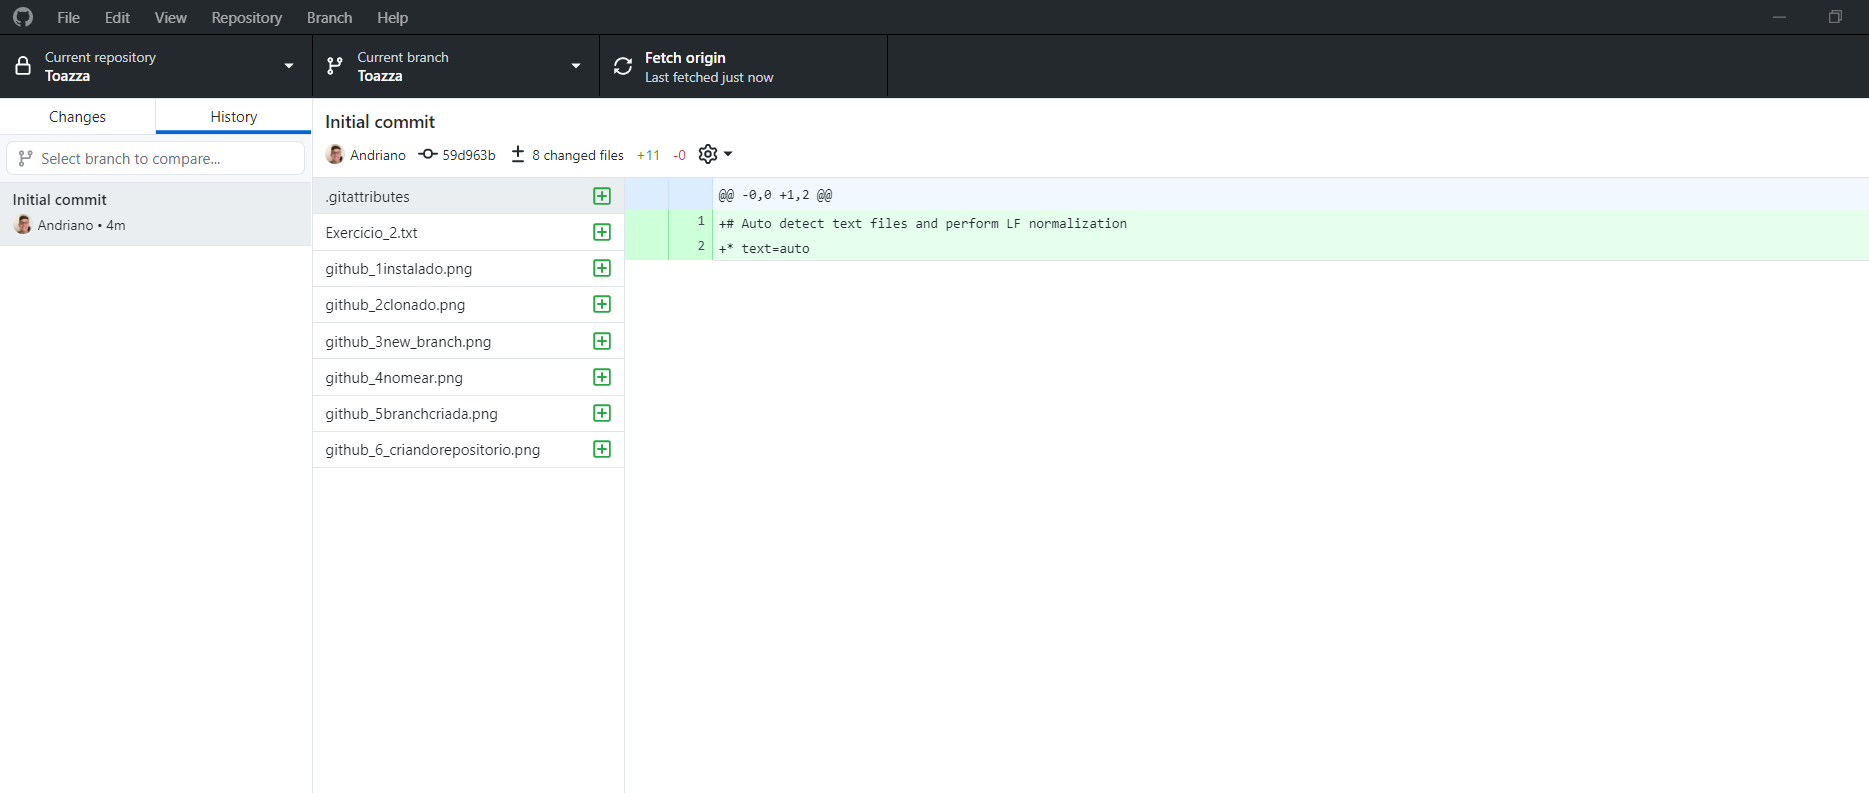 File Edit View Repository Branch Help
Current repository
Toazza
Current branch
Toazza
Fetch origin
Last fetched just now
Changes History
Select branch to compare...
Initial commit
Andriano • 4m
Initial commit
Andriano 59d963b 8 changed files +11 -0
.gitattributes
Exercicio_2.txt
github_1instalado.png
github_2clonado.png
github_3new_branch.png
github_4nomear.png
github_5branchcriada.png
github_6_criandorepositorio.png
@@ -0,0 +1,2 @@
1 +# Auto detect text files and perform LF normalization
2 +* text=auto